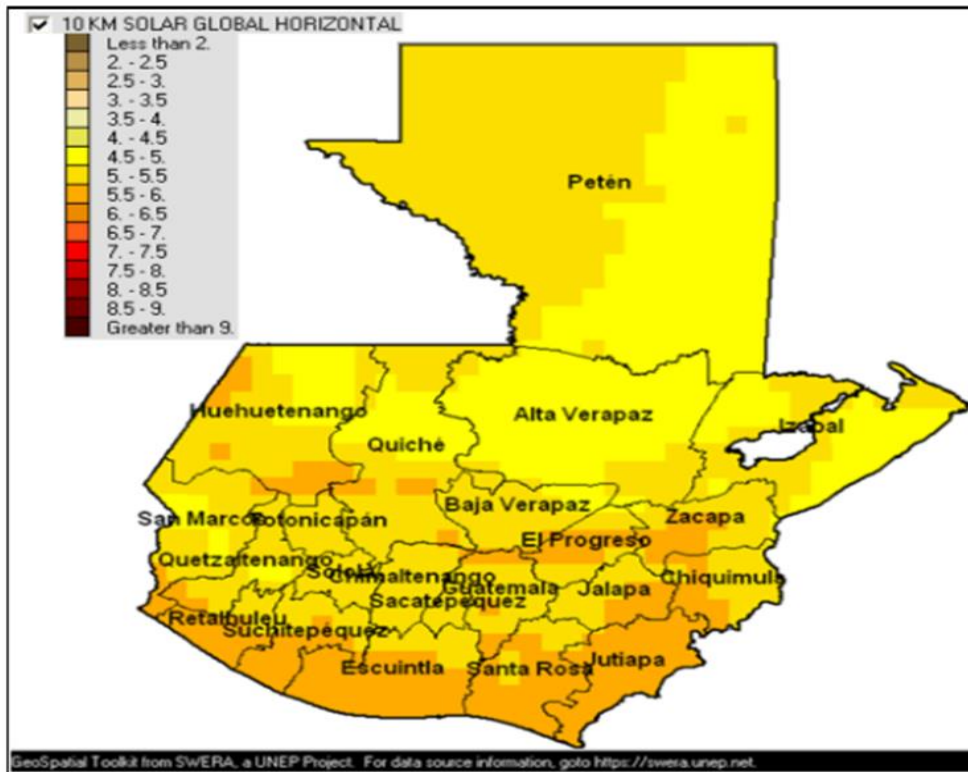 10 KM SOLAR GLOBAL HORIZONTAL
Less than 2.
2. - 2.5
2.5 - 3.
3. - 3.5
3.5 - 4.
4. - 4.5
4.5 - 5.
5. - 5.5
5.5 - 6.
6. - 6.5
6.5 - 7.
7. - 7.5
7.5 - 8.
8. - 8.5
8.5 - 9.
Greater than 9.
Petén
Huehuetenango
Alta Verapaz
Izabal
Quiché
Baja Verapaz
San Marcos
Totonicapán
Zacapa
El Progreso
Quetzaltenango
Sololá
Chimaltenango
Guatemala
Jalapa
Chiquimula
Sacatepequez
Retalhuleu
Suchitepéquez
Escuintla
Santa Rosa
Jutiapa
GeoSpatial Toolkit from SWERA, a UNEP Project. For data source information, goto https://swera.unep.net.